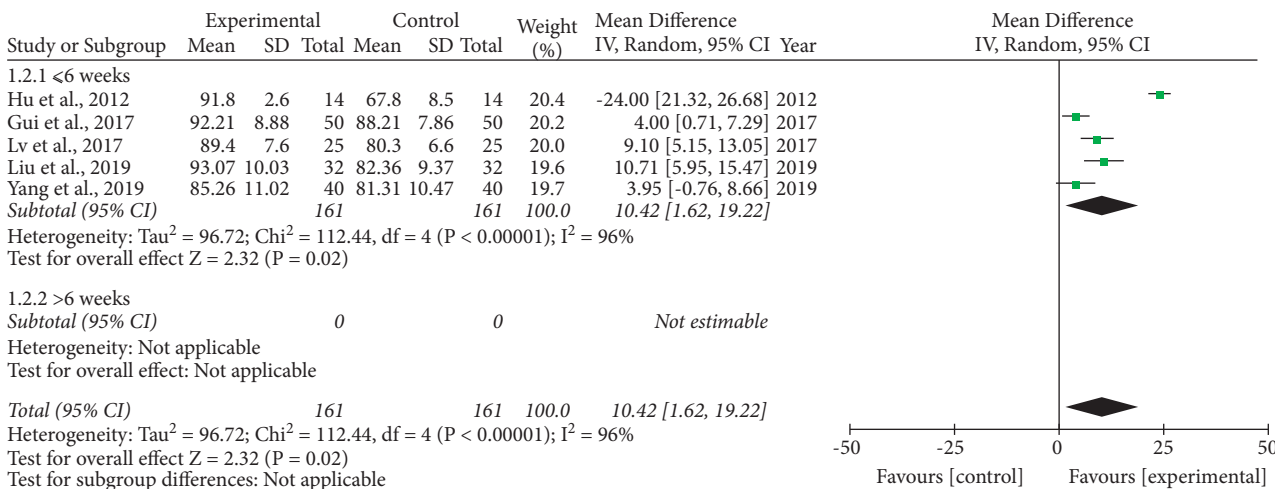 Experimental Control Weight (%) Mean Difference Mean Difference
Study or Subgroup Mean SD Total Mean SD Total IV, Random, 95% CI Year IV, Random, 95% CI
1.2.1 ⩽6 weeks
Hu et al., 2012 91.8 2.6 14 67.8 8.5 14 20.4 -24.00 [21.32, 26.68] 2012
Gui et al., 2017 92.21 8.88 50 88.21 7.86 50 20.2 4.00 [0.71, 7.29] 2017
Lv et al., 2017 89.4 7.6 25 80.3 6.6 25 20.0 9.10 [5.15, 13.05] 2017
Liu et al., 2019 93.07 10.03 32 82.36 9.37 32 19.6 10.71 [5.95, 15.47] 2019
Yang et al., 2019 85.26 11.02 40 81.31 10.47 40 19.7 3.95 [-0.76, 8.66] 2019
Subtotal (95% CI) 161 161 100.0 10.42 [1.62, 19.22]
Heterogeneity: Tau² = 96.72; Chi² = 112.44, df = 4 (P < 0.00001); I² = 96%
Test for overall effect Z = 2.32 (P = 0.02)
1.2.2 >6 weeks
Subtotal (95% CI) 0 0 Not estimable
Heterogeneity: Not applicable
Test for overall effect: Not applicable
Total (95% CI) 161 161 100.0 10.42 [1.62, 19.22]
Heterogeneity: Tau² = 96.72; Chi² = 112.44, df = 4 (P < 0.00001); I² = 96%
Test for overall effect Z = 2.32 (P = 0.02)
Test for subgroup differences: Not applicable
-50 -25 0 25 50
Favours [control] Favours [experimental]